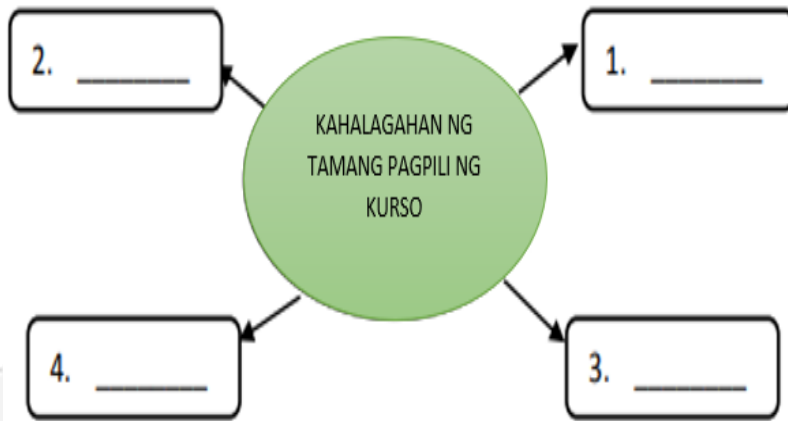 2. ________
1. ________
KAHALAGAHAN NG
TAMANG PAGPILI NG
KURSO
4. ________
3. ________